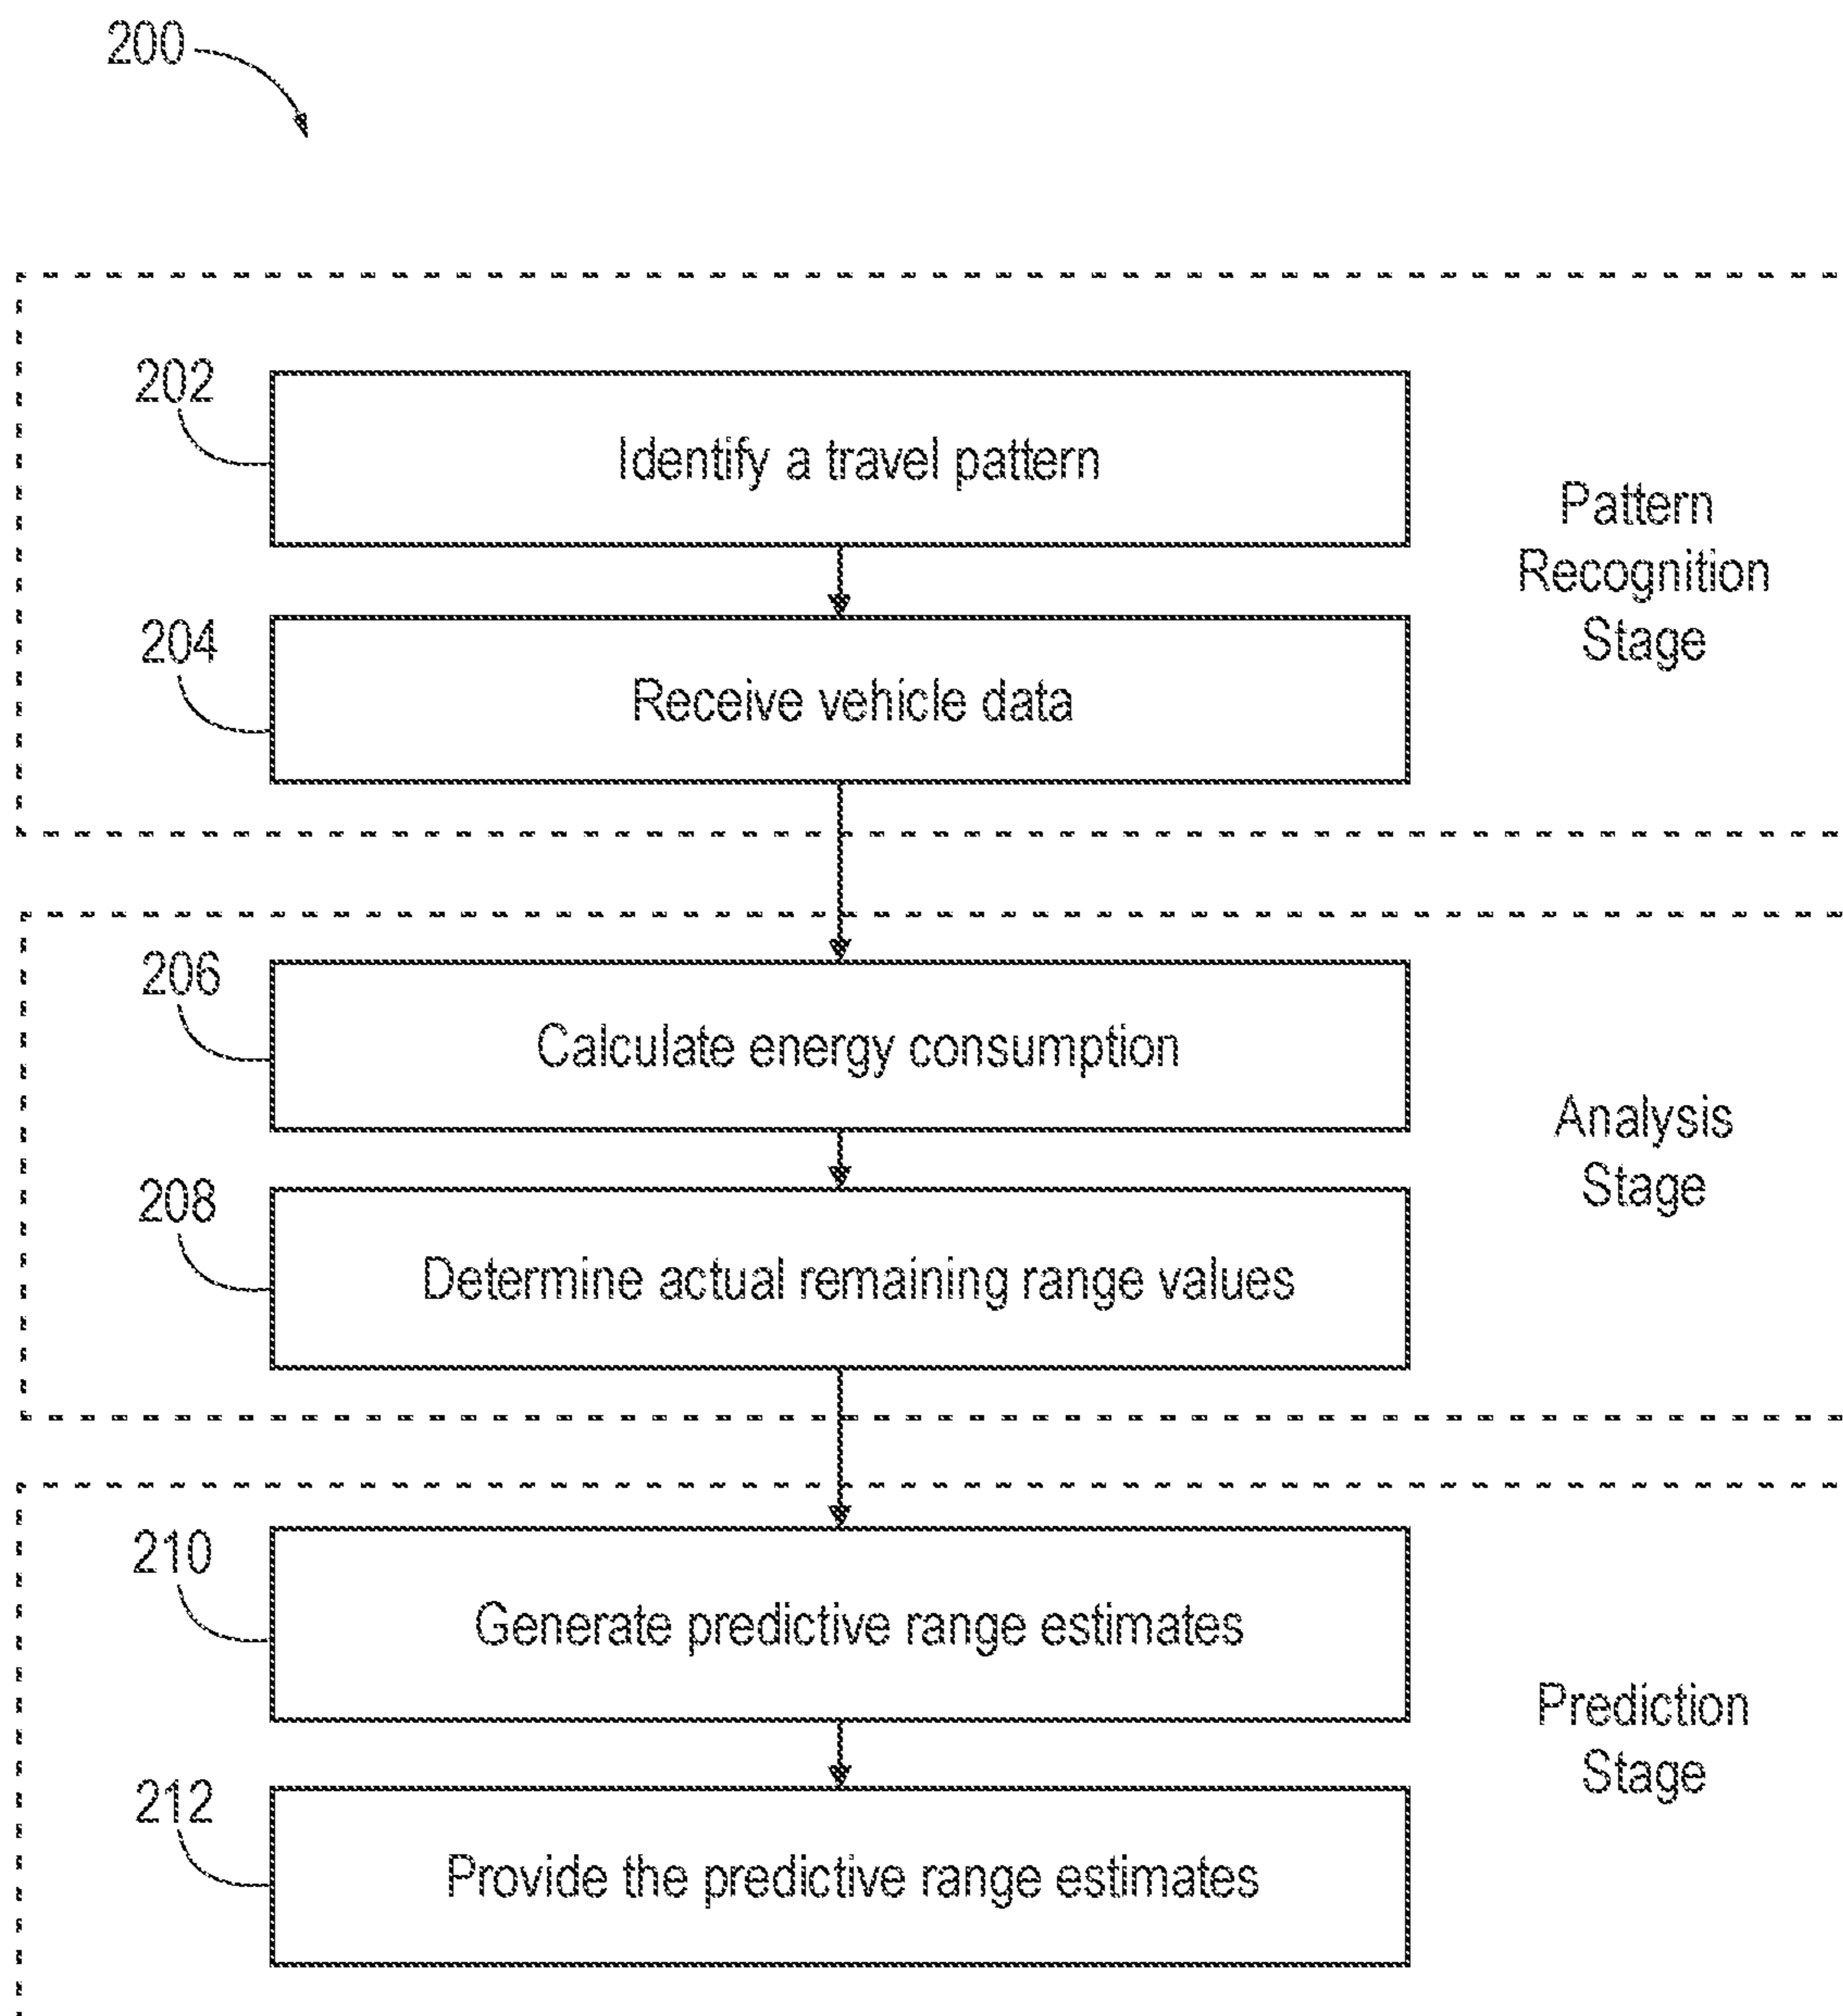 200
202
Identify a travel pattern
Pattern
Recognition
Stage
204
Receive vehicle data
206
Calculate energy consumption
Analysis
Stage
208
Determine actual remaining range values
210
Generate predictive range estimates
Prediction
Stage
212
Provide the predictive range estimates